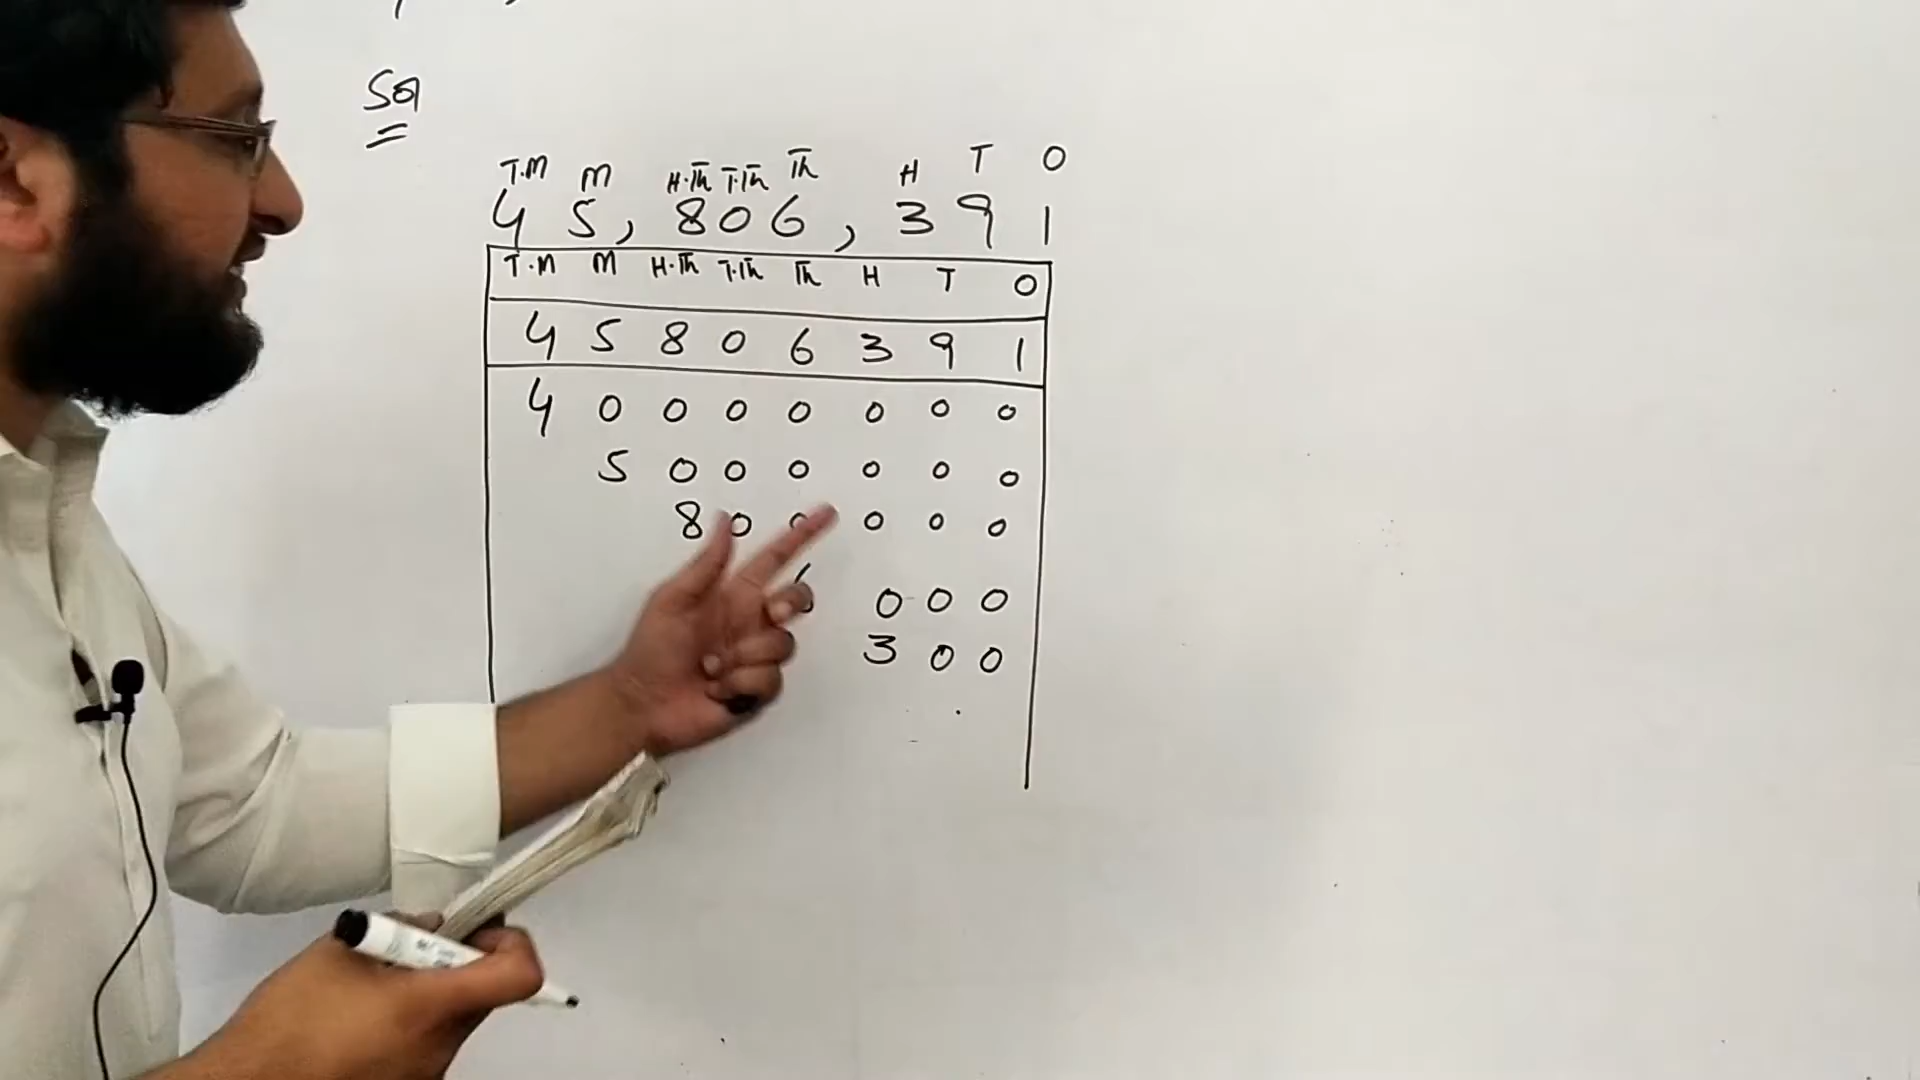 Sol
T.M M H.Th T.Th Th H T O
45,806,391
T.M M H.Th T.Th Th H T O
4 5 8 0 6 3 9 1
4 0 0 0 0 0 0 0
5 0 0 0 0 0 0
8 0 0 0 0 0
6 0 0 0
3 0 0